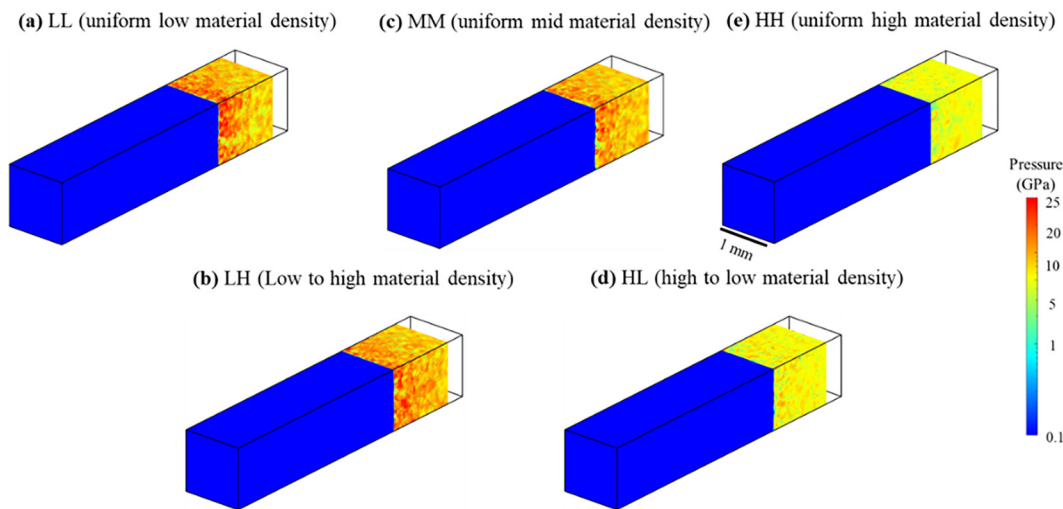 (a) LL (uniform low material density)
(c) MM (uniform mid material density)
(e) HH (uniform high material density)
Pressure
(GPa)
25
20
10
5
1
0.1
1 mm
(b) LH (Low to high material density)
(d) HL (high to low material density)